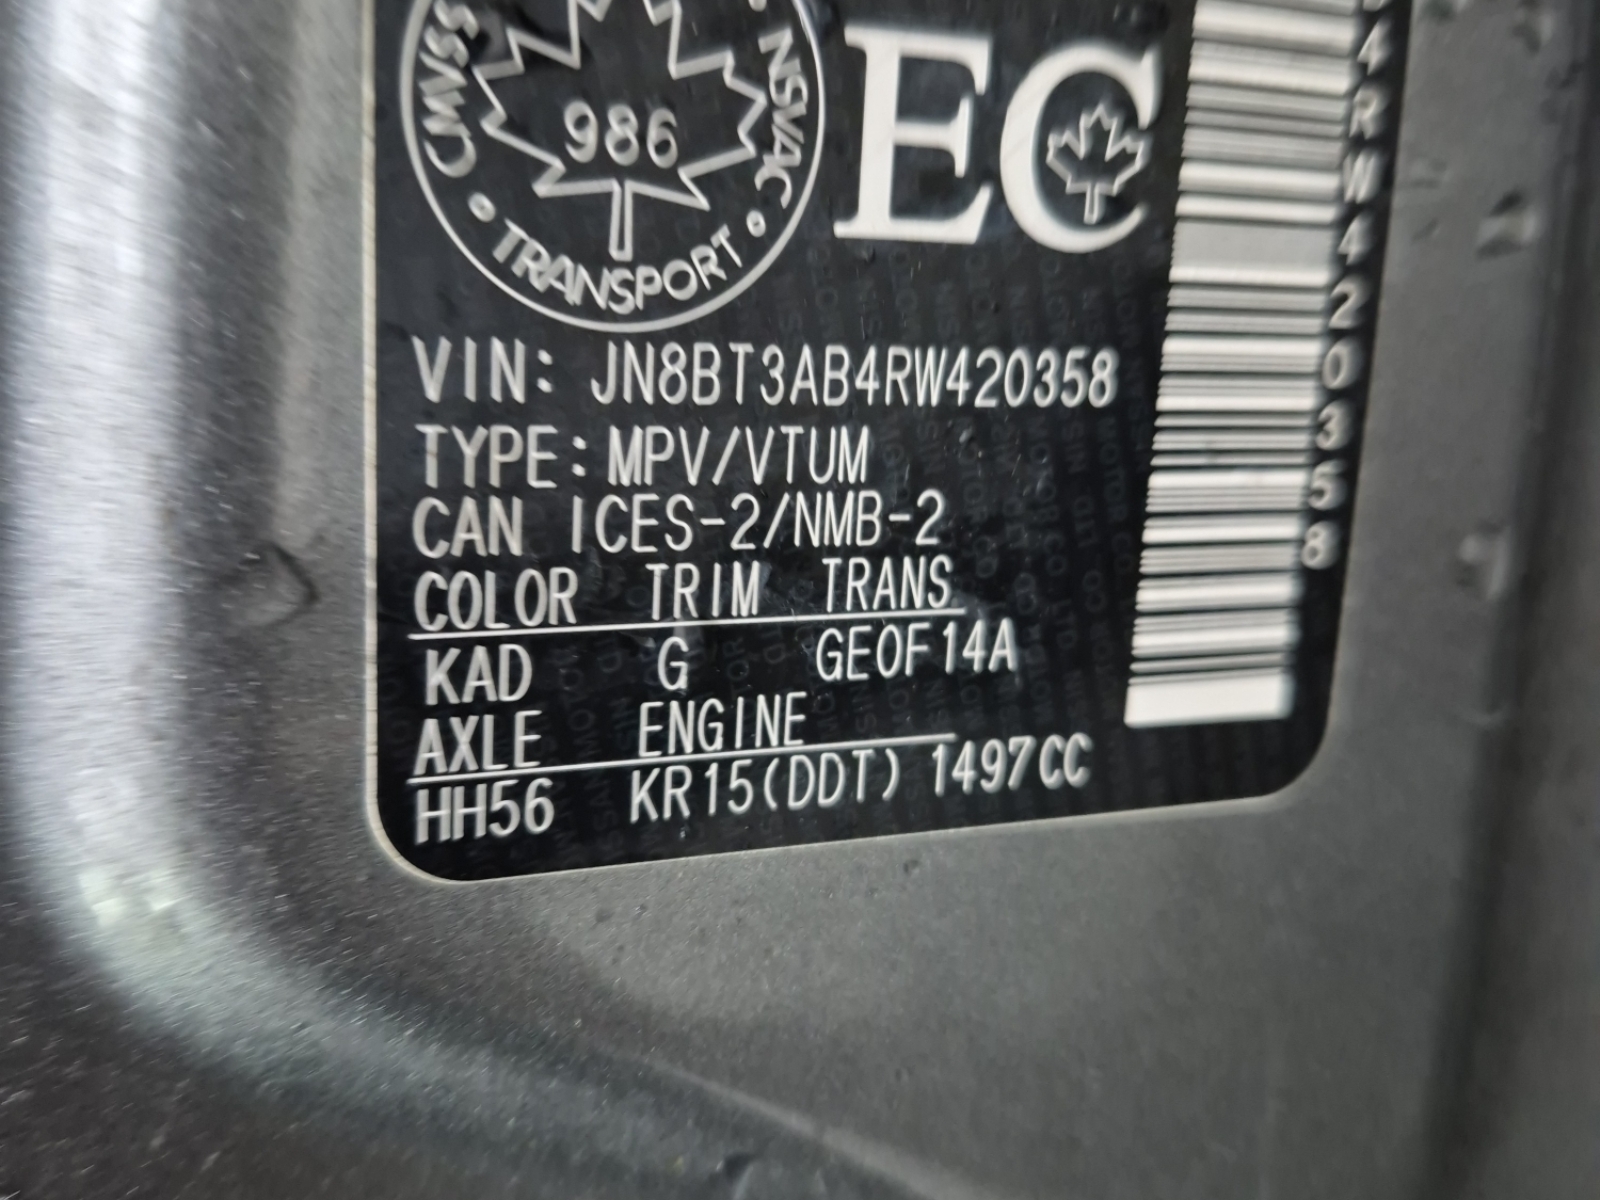 CMVSS
NSVAC
986
TRANSPORT
EC
VIN: JN8BT3AB4RW420358
TYPE: MPV/VTUM
CAN ICES-2/NMB-2
COLOR TRIM TRANS
KAD G GE0F14A
AXLE ENGINE
HH56 KR15(DDT) 1497CC
4RW420358